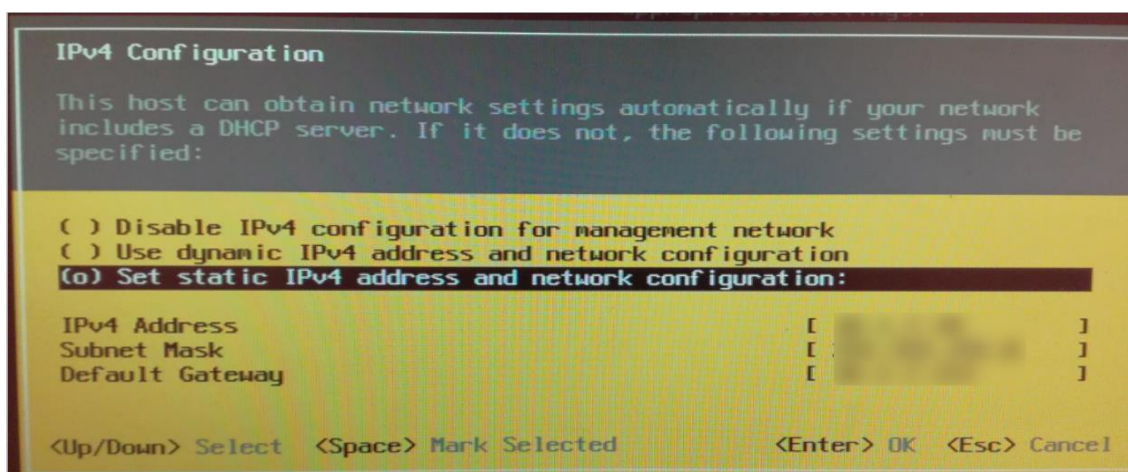 appropriate settings.
IPv4 Configuration
This host can obtain network settings automatically if your network
includes a DHCP server. If it does not, the following settings must be
specified:
( ) Disable IPv4 configuration for management network
( ) Use dynamic IPv4 address and network configuration
(o) Set static IPv4 address and network configuration:
IPv4 Address [ ]
Subnet Mask [ ]
Default Gateway [ ]
<Up/Down> Select <Space> Mark Selected <Enter> OK <Esc> Cancel